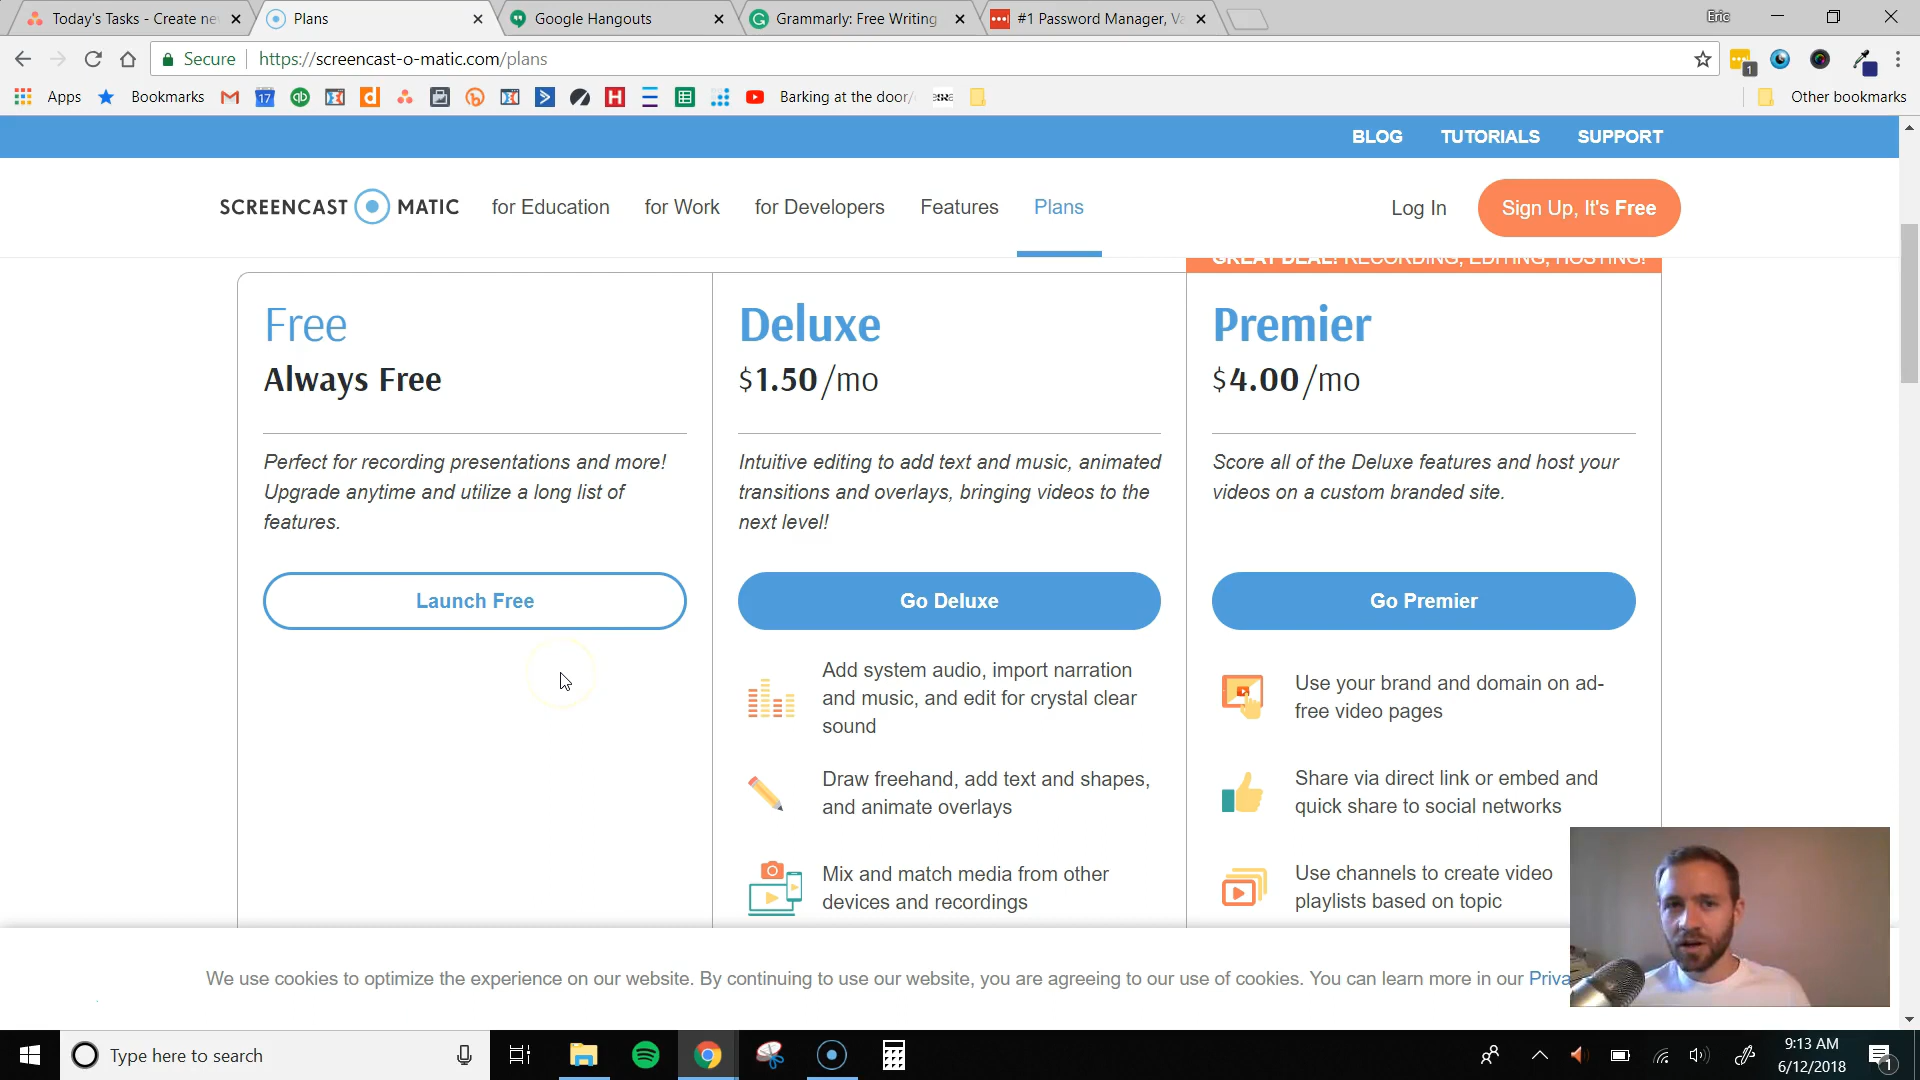 Today's Tasks - Create ne
Plans
Google Hangouts
Grammarly: Free Writing
#1 Password Manager, Va
Eric
Secure
https://screencast-o-matic.com/plans
1
Apps
Bookmarks
17
Barking at the door/
Other bookmarks
BLOG TUTORIALS SUPPORT
SCREENCAST MATIC
for Education
for Work
for Developers
Features
Plans
Log In
Sign Up, It's Free
GREAT DEAL! RECORDING, EDITING, HOSTING!
Free
Always Free
Perfect for recording presentations and more!
Upgrade anytime and utilize a long list of
features.
Launch Free
Deluxe
$1.50/mo
Intuitive editing to add text and music, animated
transitions and overlays, bringing videos to the
next level!
Go Deluxe
Add system audio, import narration
and music, and edit for crystal clear
sound
Draw freehand, add text and shapes,
and animate overlays
Mix and match media from other
devices and recordings
Premier
$4.00/mo
Score all of the Deluxe features and host your
videos on a custom branded site.
Go Premier
Use your brand and domain on ad-
free video pages
Share via direct link or embed and
quick share to social networks
Use channels to create video
playlists based on topic
We use cookies to optimize the experience on our website. By continuing to use our website, you are agreeing to our use of cookies. You can learn more in our Priva
Type here to search
9:13 AM
6/12/2018
1